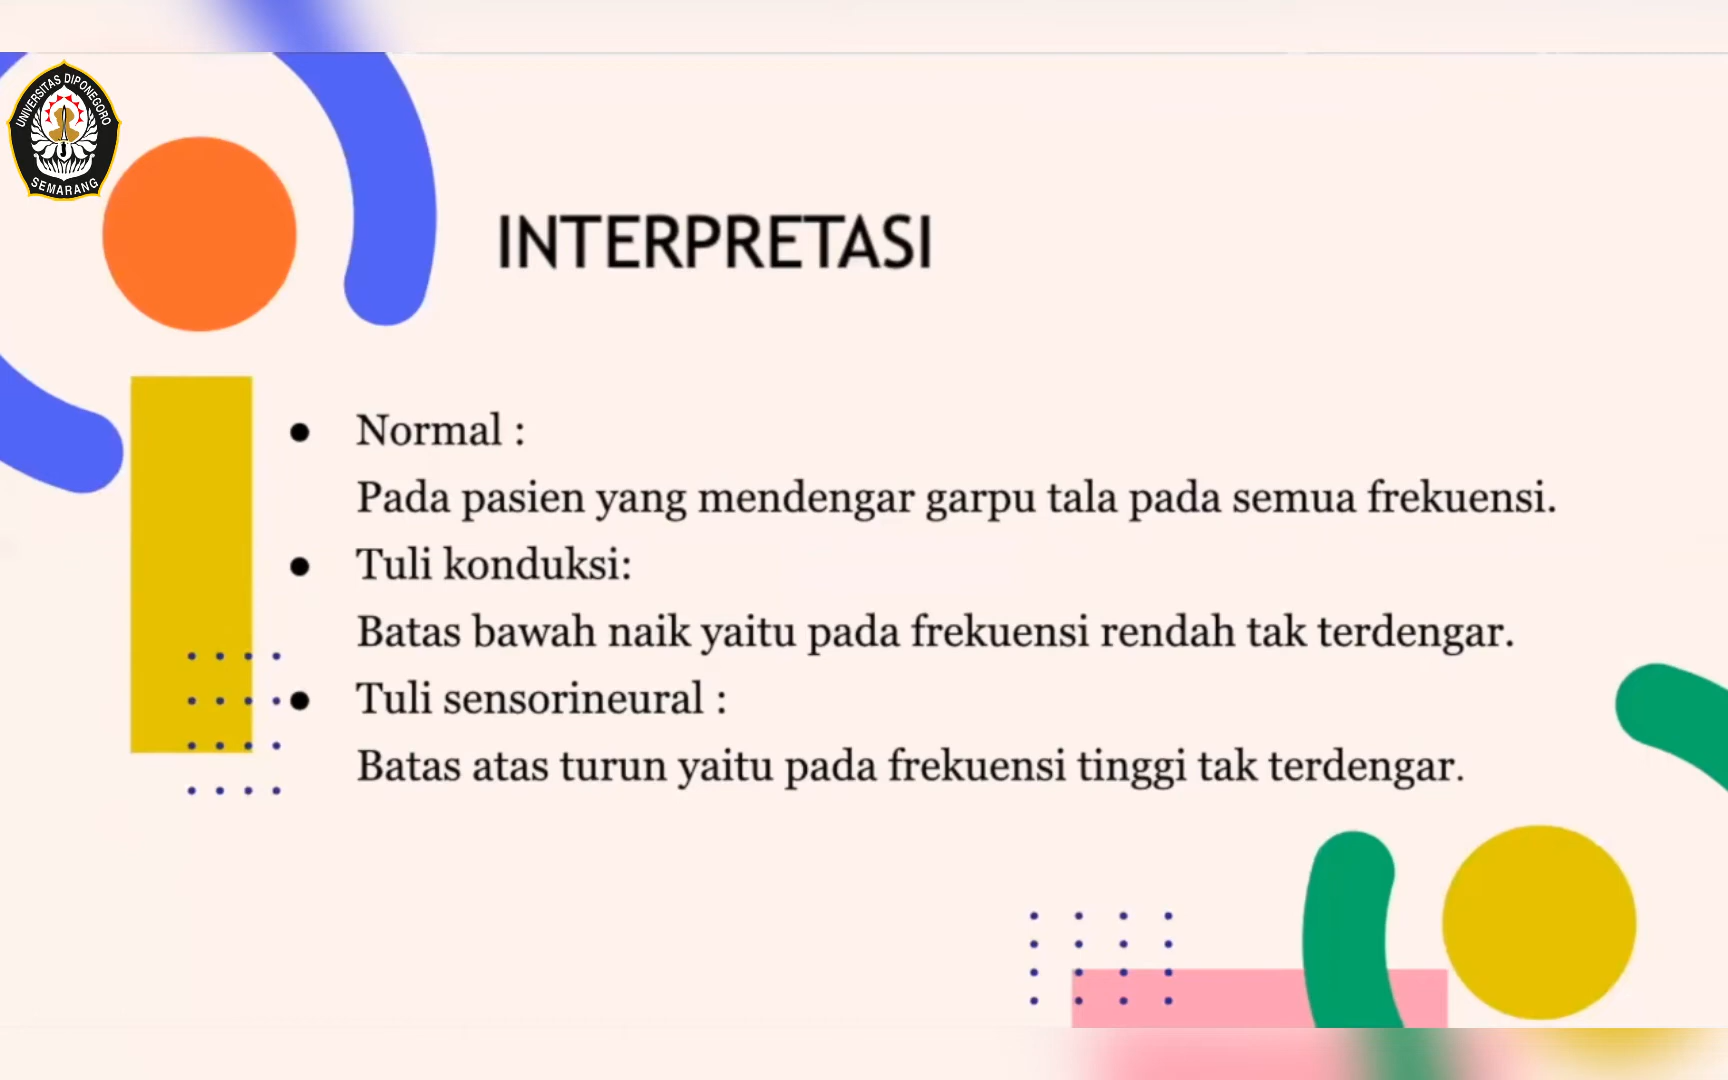 UNIVERSITAS DIPONEGORO
SEMARANG
INTERPRETASI
● Normal :
Pada pasien yang mendengar garpu tala pada semua frekuensi.
● Tuli konduksi:
Batas bawah naik yaitu pada frekuensi rendah tak terdengar.
● Tuli sensorineural :
Batas atas turun yaitu pada frekuensi tinggi tak terdengar.